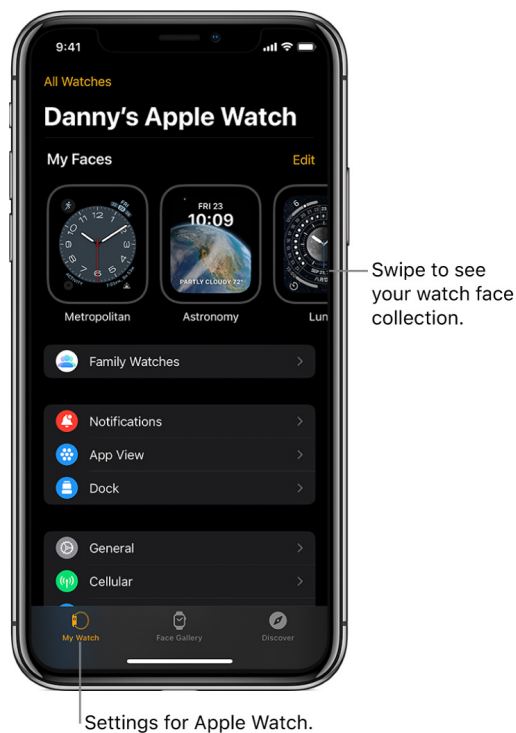 9:41
All Watches
Danny's Apple Watch
My Faces
Edit
FRI 23
10:09
PARTLY CLOUDY 72°
Metropolitan
Astronomy
Lun
Swipe to see
your watch face
collection.
Family Watches
Notifications
App View
Dock
General
Cellular
My Watch
Face Gallery
Discover
Settings for Apple Watch.